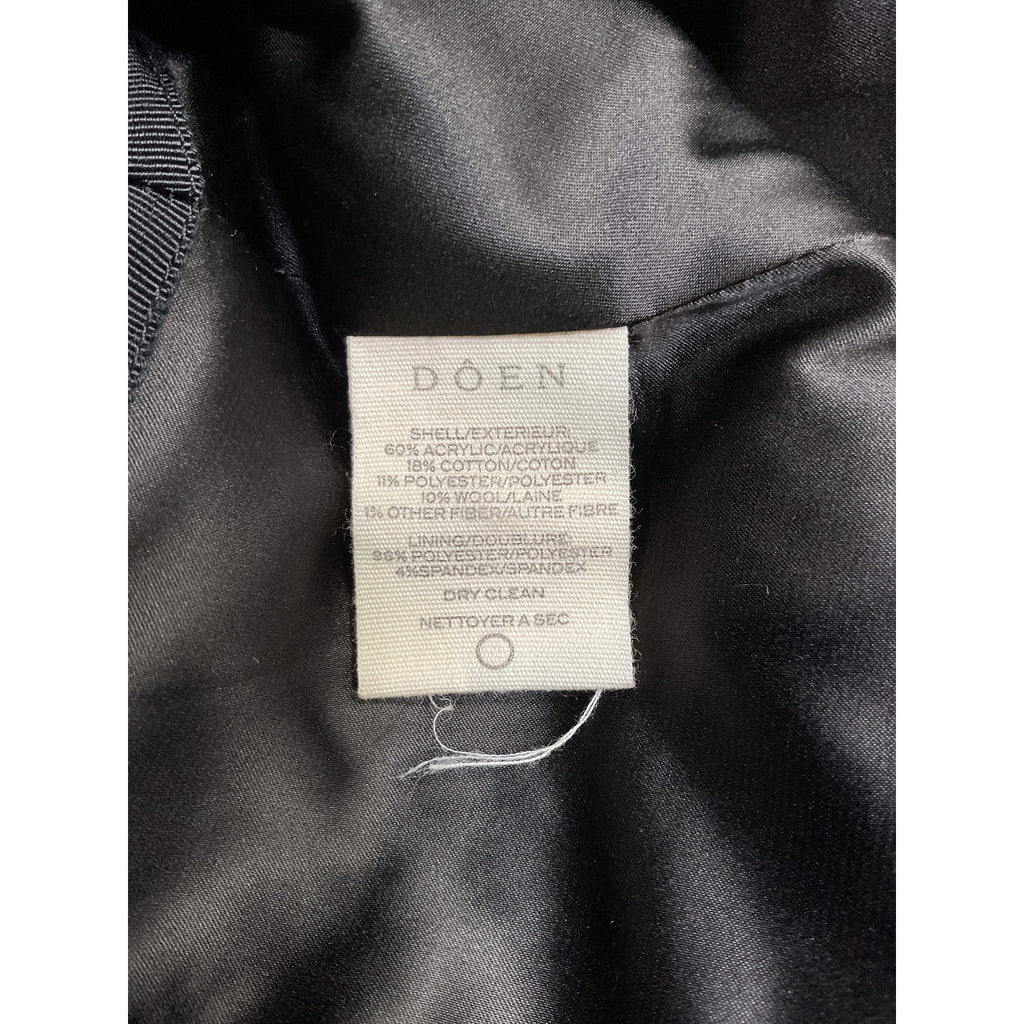 DÔEN
SHELL/EXTERIEUR:
60% ACRYLIC/ACRYLIQUE
18% COTTON/COTON
11% POLYESTER/POLYESTER
10% WOOL/LAINE
1% OTHER FIBER/AUTRE FIBRE
LINING/DOUBLURE:
96% POLYESTER/POLYESTER
4%SPANDEX/SPANDEX
DRY CLEAN
NETTOYER A SEC